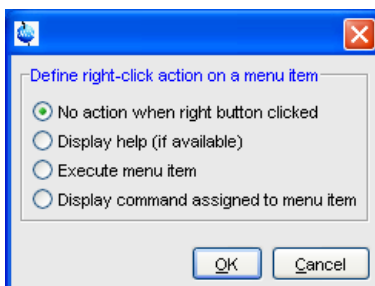 Define right-click action on a menu item
No action when right button clicked
Display help (if available)
Execute menu item
Display command assigned to menu item
OK Cancel